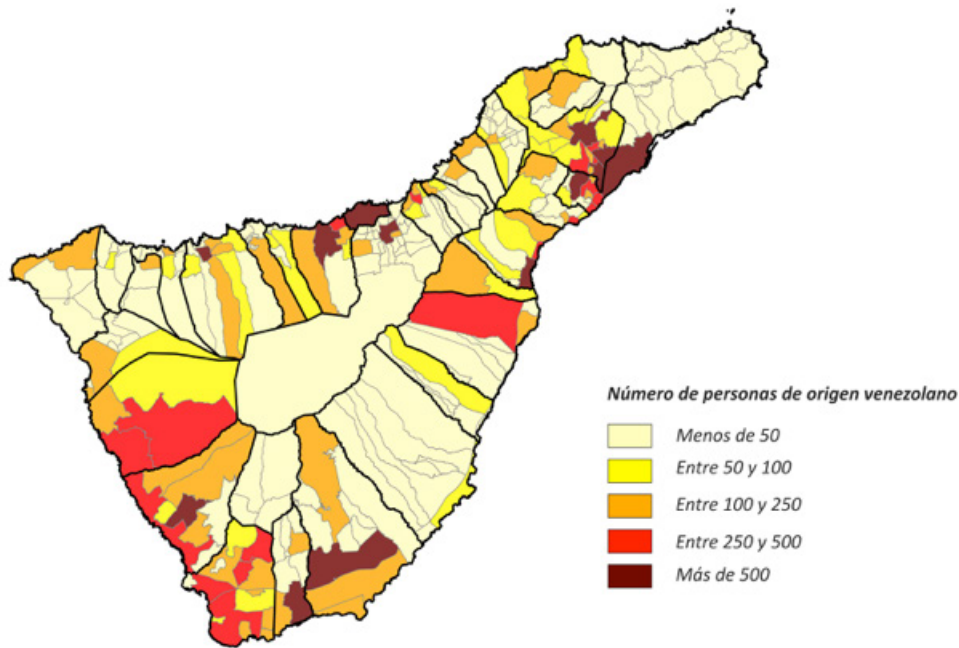 Número de personas de origen venezolano
Menos de 50
Entre 50 y 100
Entre 100 y 250
Entre 250 y 500
Más de 500